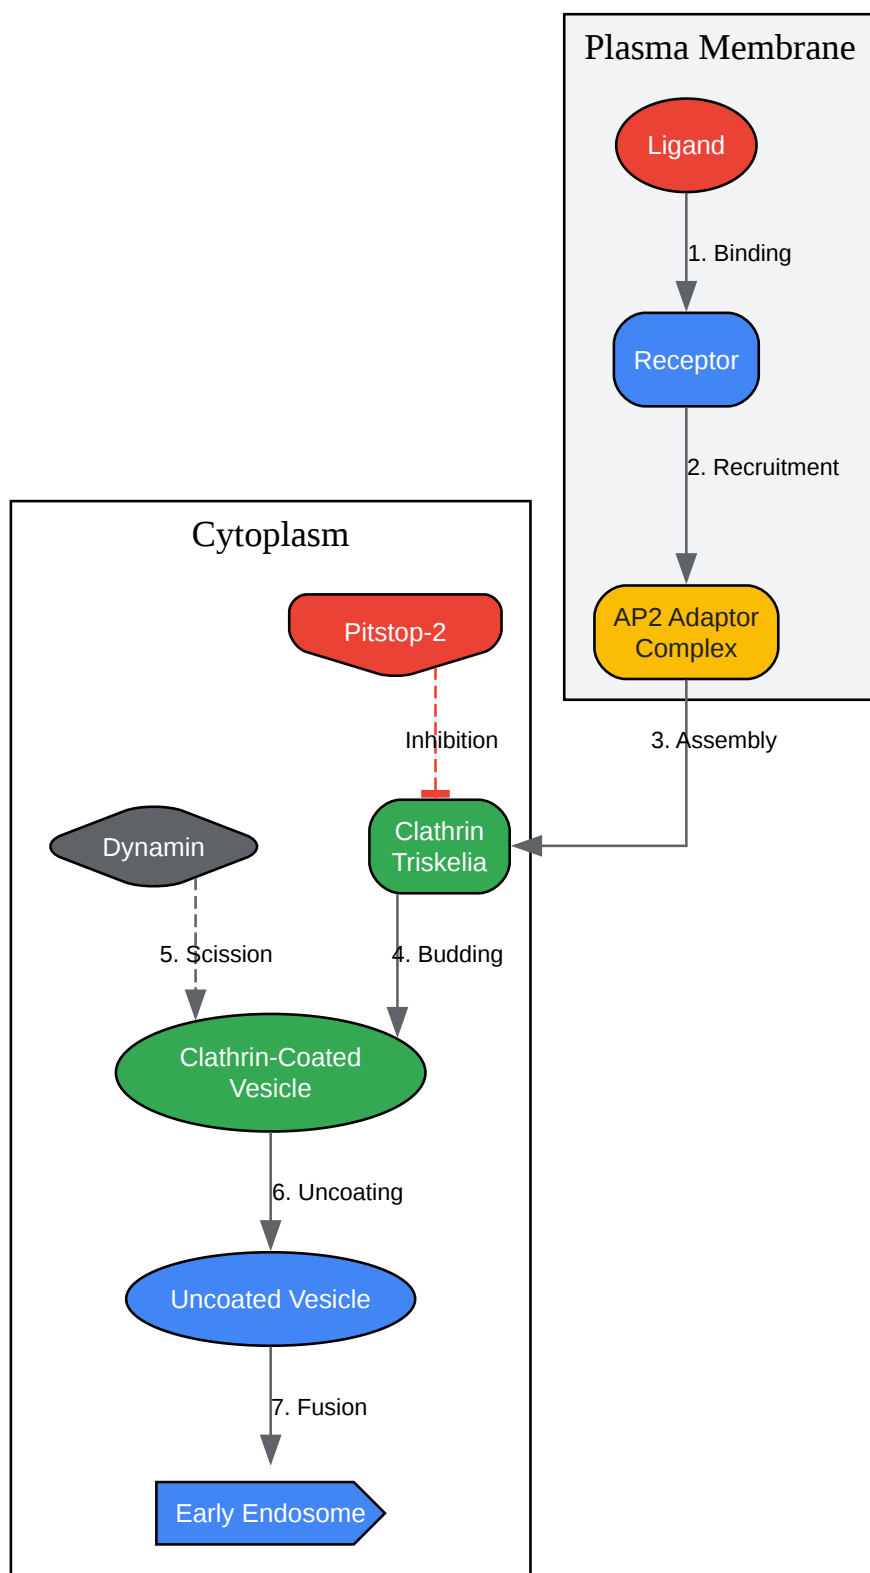 Plasma Membrane
Ligand
1. Binding
Receptor
2. Recruitment
AP2 Adaptor
Complex
3. Assembly
Cytoplasm
Pitstop-2
Inhibition
Clathrin
Triskelia
Dynamin
5. Scission
4. Budding
Clathrin-Coated
Vesicle
6. Uncoating
Uncoated Vesicle
7. Fusion
Early Endosome